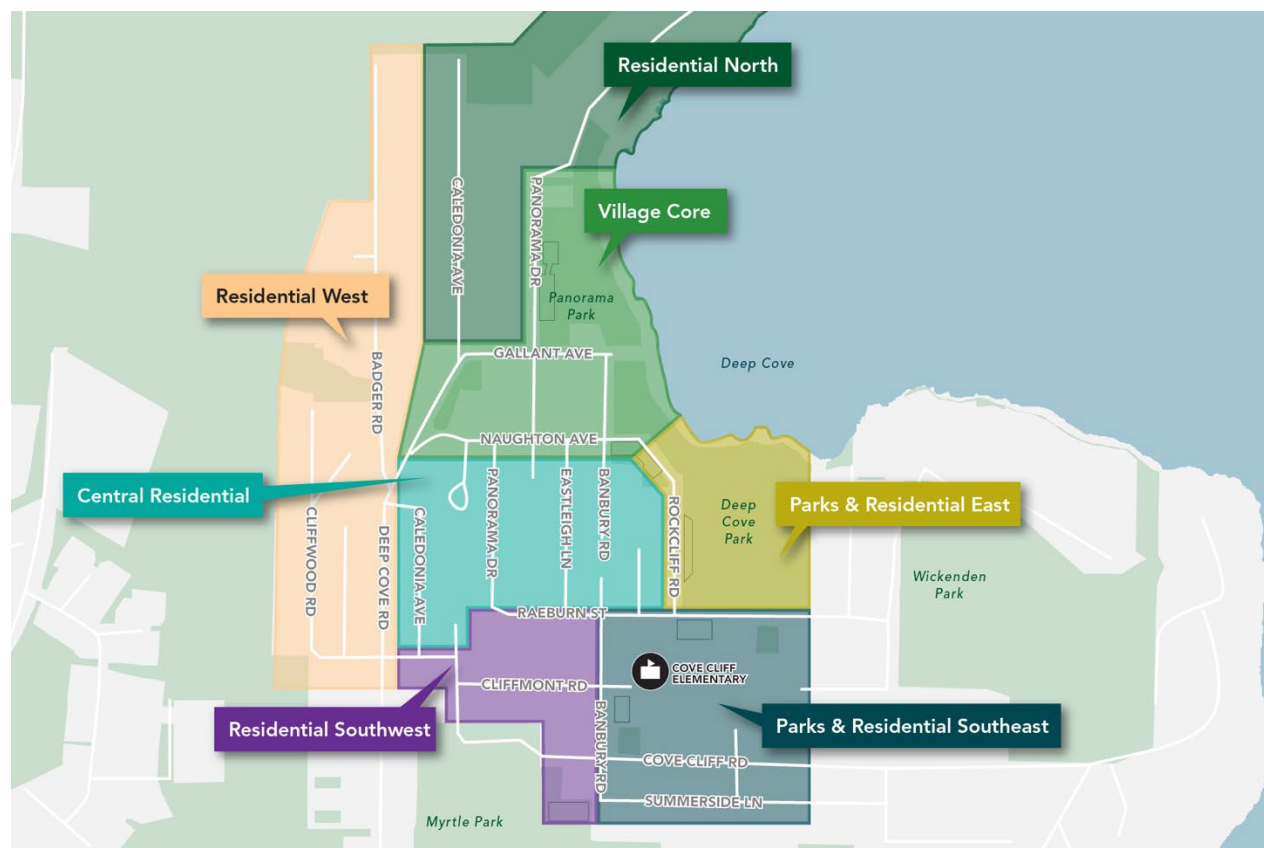 Residential North
CALEDONIA AVE
PANORAMA DR
Village Core
Residential West
Panorama
Park
GALLANT AVE
BADGER RD
Deep Cove
NAUGHTON AVE
Central Residential
PANORAMA DR
EASTLEIGH LN
BANBURY RD
ROCKCLIFF RD
Deep
Cove
Park
Parks & Residential East
CLIFFWOOD RD
DEEP COVE RD
CALEDONIA AVE
Wickenden
Park
RAEBURN ST
COVE CLIFF
ELEMENTARY
CLIFFMONT RD
Residential Southwest
BANBURY RD
Parks & Residential Southeast
COVE CLIFF RD
SUMMERSIDE LN
Myrtle Park